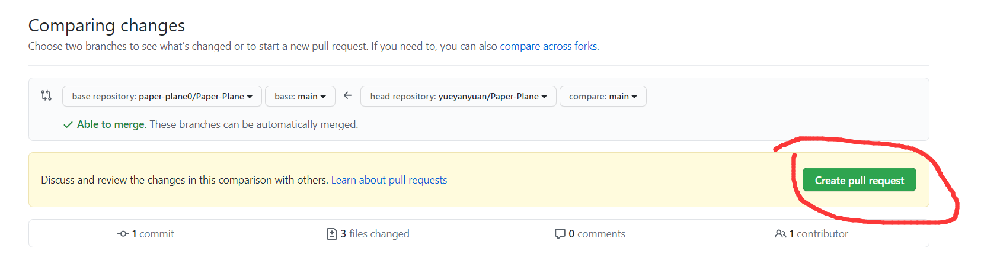 Comparing changes
Choose two branches to see what’s changed or to start a new pull request. If you need to, you can also compare across forks.
base repository: paper-plane0/Paper-Plane base: main head repository: yueyanyuan/Paper-Plane compare: main
Able to merge. These branches can be automatically merged.
Discuss and review the changes in this comparison with others. Learn about pull requests Create pull request
1 commit 3 files changed 0 comments 1 contributor